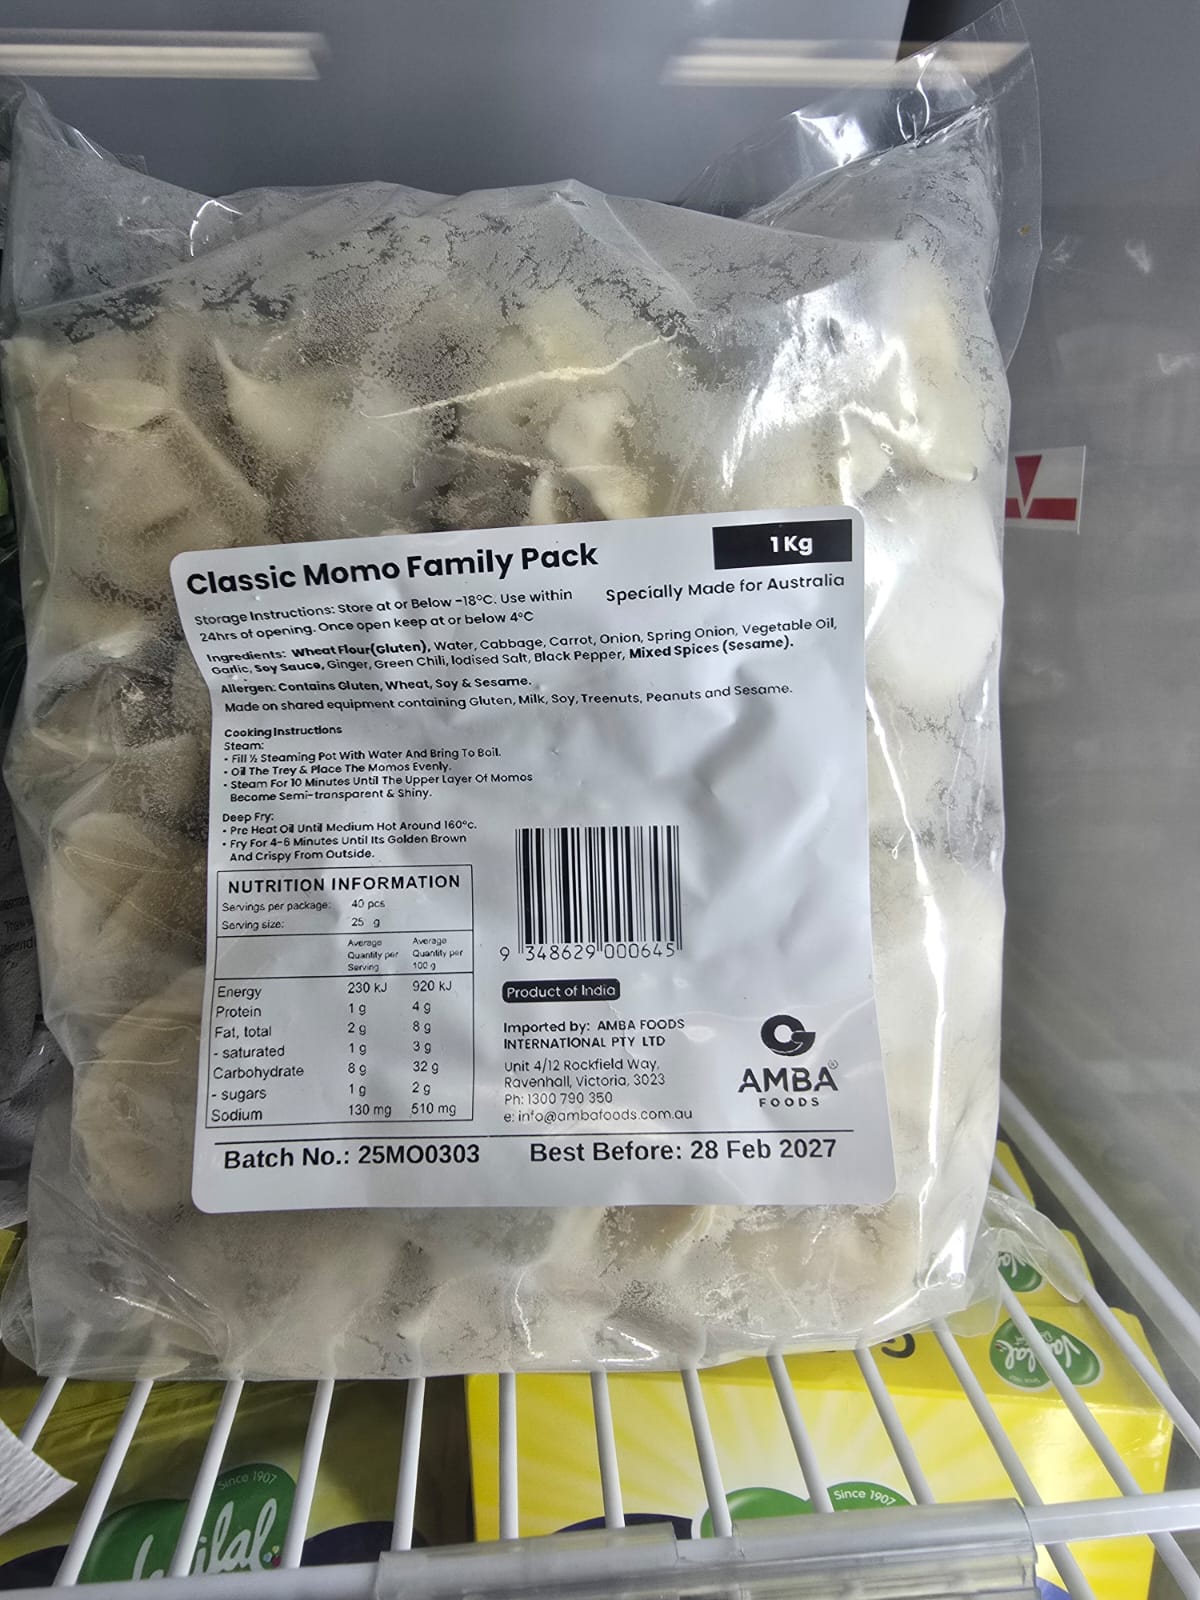 Classic Momo Family Pack
1 Kg
Storage Instructions: Store at or Below -18°C. Use within
24hrs of opening. Once open keep at or below 4°C
Specially Made for Australia
Ingredients: Wheat Flour(Gluten), Water, Cabbage, Carrot, Onion, Spring Onion, Vegetable Oil,
Garlic, Soy Sauce, Ginger, Green Chili, Iodised Salt, Black Pepper, Mixed Spices (Sesame).
Allergen: Contains Gluten, Wheat, Soy & Sesame.
Made on shared equipment containing Gluten, Milk, Soy, Treenuts, Peanuts and Sesame.
Cooking Instructions
Steam:
• Fill ½ Steaming Pot With Water And Bring To Boil.
• Oil The Trey & Place The Momos Evenly.
• Steam For 10 Minutes Until The Upper Layer Of Momos
Become Semi-transparent & Shiny.
Deep Fry:
• Pre Heat Oil Until Medium Hot Around 160°c.
• Fry For 4-6 Minutes Until Its Golden Brown
And Crispy From Outside.
NUTRITION INFORMATION
Servings per package: 40 pcs
Serving size: 25 g
Average Quantity per Serving
Average Quantity per 100 g
Energy 230 kJ 920 kJ
Protein 1 g 4 g
Fat, total 2 g 8 g
- saturated 1 g 3 g
Carbohydrate 8 g 32 g
- sugars 1 g 2 g
Sodium 130 mg 510 mg
9 348629 000645
Product of India
Imported by: AMBA FOODS
INTERNATIONAL PTY LTD
Unit 4/12 Rockfield Way,
Ravenhall, Victoria, 3023
Ph: 1300 790 350
e: info@ambafoods.com.au
AMBA®
FOODS
Batch No.: 25MO0303
Best Before: 28 Feb 2027
Vadilal
Since 1907
Since 1907